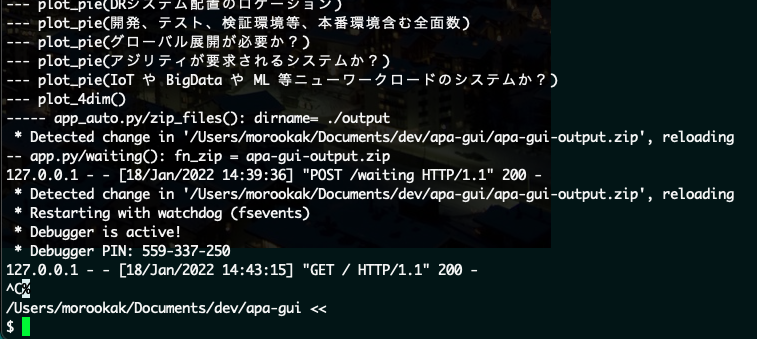 --- plot_pie(DRシステム配置のロケーション)
--- plot_pie(開発、テスト、検証環境等、本番環境含む全面数)
--- plot_pie(グローバル展開が必要か？)
--- plot_pie(アジリティが要求されるシステムか？)
--- plot_pie(IoT や BigData や ML 等ニューワークロードのシステムか？)
--- plot_4dim()
----- app_auto.py/zip_files(): dirname= ./output
 * Detected change in '/Users/morookak/Documents/dev/apa-gui/apa-gui-output.zip', reloading
-- app.py/waiting(): fn_zip = apa-gui-output.zip
127.0.0.1 - - [18/Jan/2022 14:39:36] "POST /waiting HTTP/1.1" 200 -
 * Detected change in '/Users/morookak/Documents/dev/apa-gui/apa-gui-output.zip', reloading
 * Restarting with watchdog (fsevents)
 * Debugger is active!
 * Debugger PIN: 559-337-250
127.0.0.1 - - [18/Jan/2022 14:43:15] "GET / HTTP/1.1" 200 -
^C%
/Users/morookak/Documents/dev/apa-gui <<
$